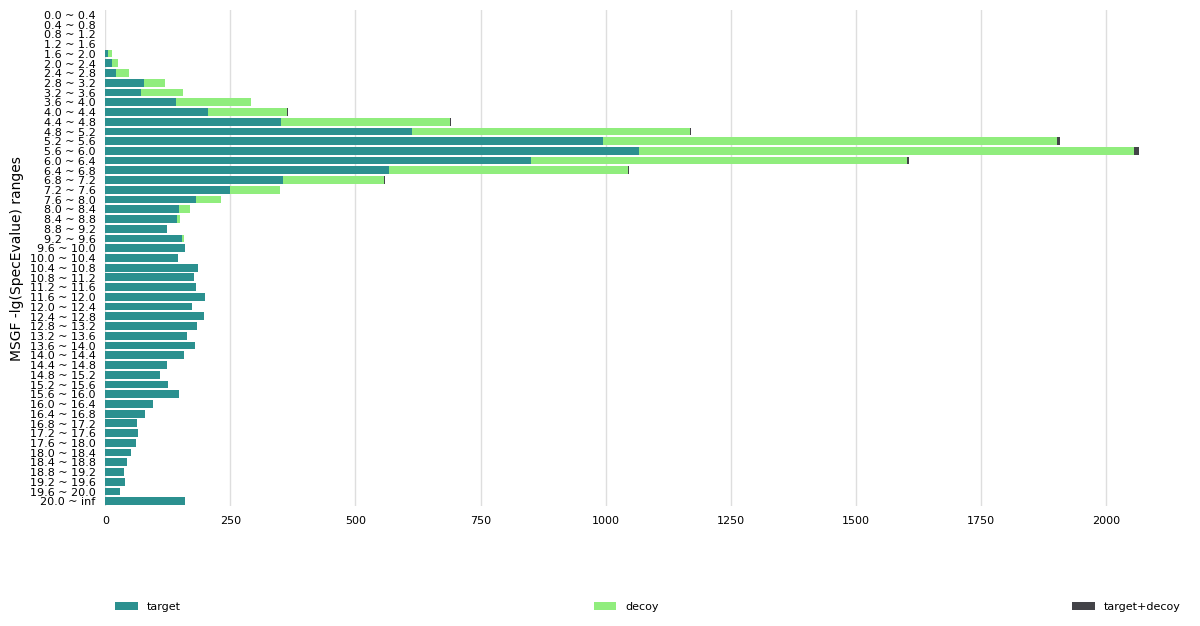 MSGF -lg(SpecEvalue) ranges
0.0 ~ 0.4
0.4 ~ 0.8
0.8 ~ 1.2
1.2 ~ 1.6
1.6 ~ 2.0
2.0 ~ 2.4
2.4 ~ 2.8
2.8 ~ 3.2
3.2 ~ 3.6
3.6 ~ 4.0
4.0 ~ 4.4
4.4 ~ 4.8
4.8 ~ 5.2
5.2 ~ 5.6
5.6 ~ 6.0
6.0 ~ 6.4
6.4 ~ 6.8
6.8 ~ 7.2
7.2 ~ 7.6
7.6 ~ 8.0
8.0 ~ 8.4
8.4 ~ 8.8
8.8 ~ 9.2
9.2 ~ 9.6
9.6 ~ 10.0
10.0 ~ 10.4
10.4 ~ 10.8
10.8 ~ 11.2
11.2 ~ 11.6
11.6 ~ 12.0
12.0 ~ 12.4
12.4 ~ 12.8
12.8 ~ 13.2
13.2 ~ 13.6
13.6 ~ 14.0
14.0 ~ 14.4
14.4 ~ 14.8
14.8 ~ 15.2
15.2 ~ 15.6
15.6 ~ 16.0
16.0 ~ 16.4
16.4 ~ 16.8
16.8 ~ 17.2
17.2 ~ 17.6
17.6 ~ 18.0
18.0 ~ 18.4
18.4 ~ 18.8
18.8 ~ 19.2
19.2 ~ 19.6
19.6 ~ 20.0
20.0 ~ inf
0 250 500 750 1000 1250 1500 1750 2000
target decoy target+decoy